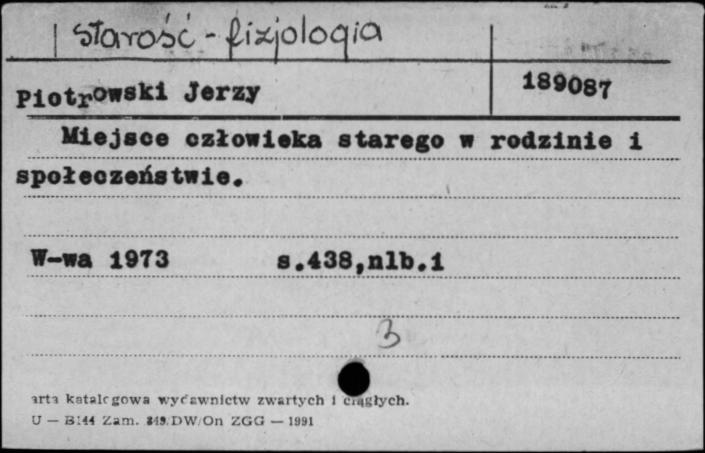 Starość - fizjologia
Piotrowski Jerzy 189087
Miejsce człowieka starego w rodzinie i
społeczeństwie.
W-wa 1973 s.438,nlb.1
3
arta katalogowa wydawnictw zwartych i ciągłych.
U — B144 Zam. 349/DW/On ZGG — 1991